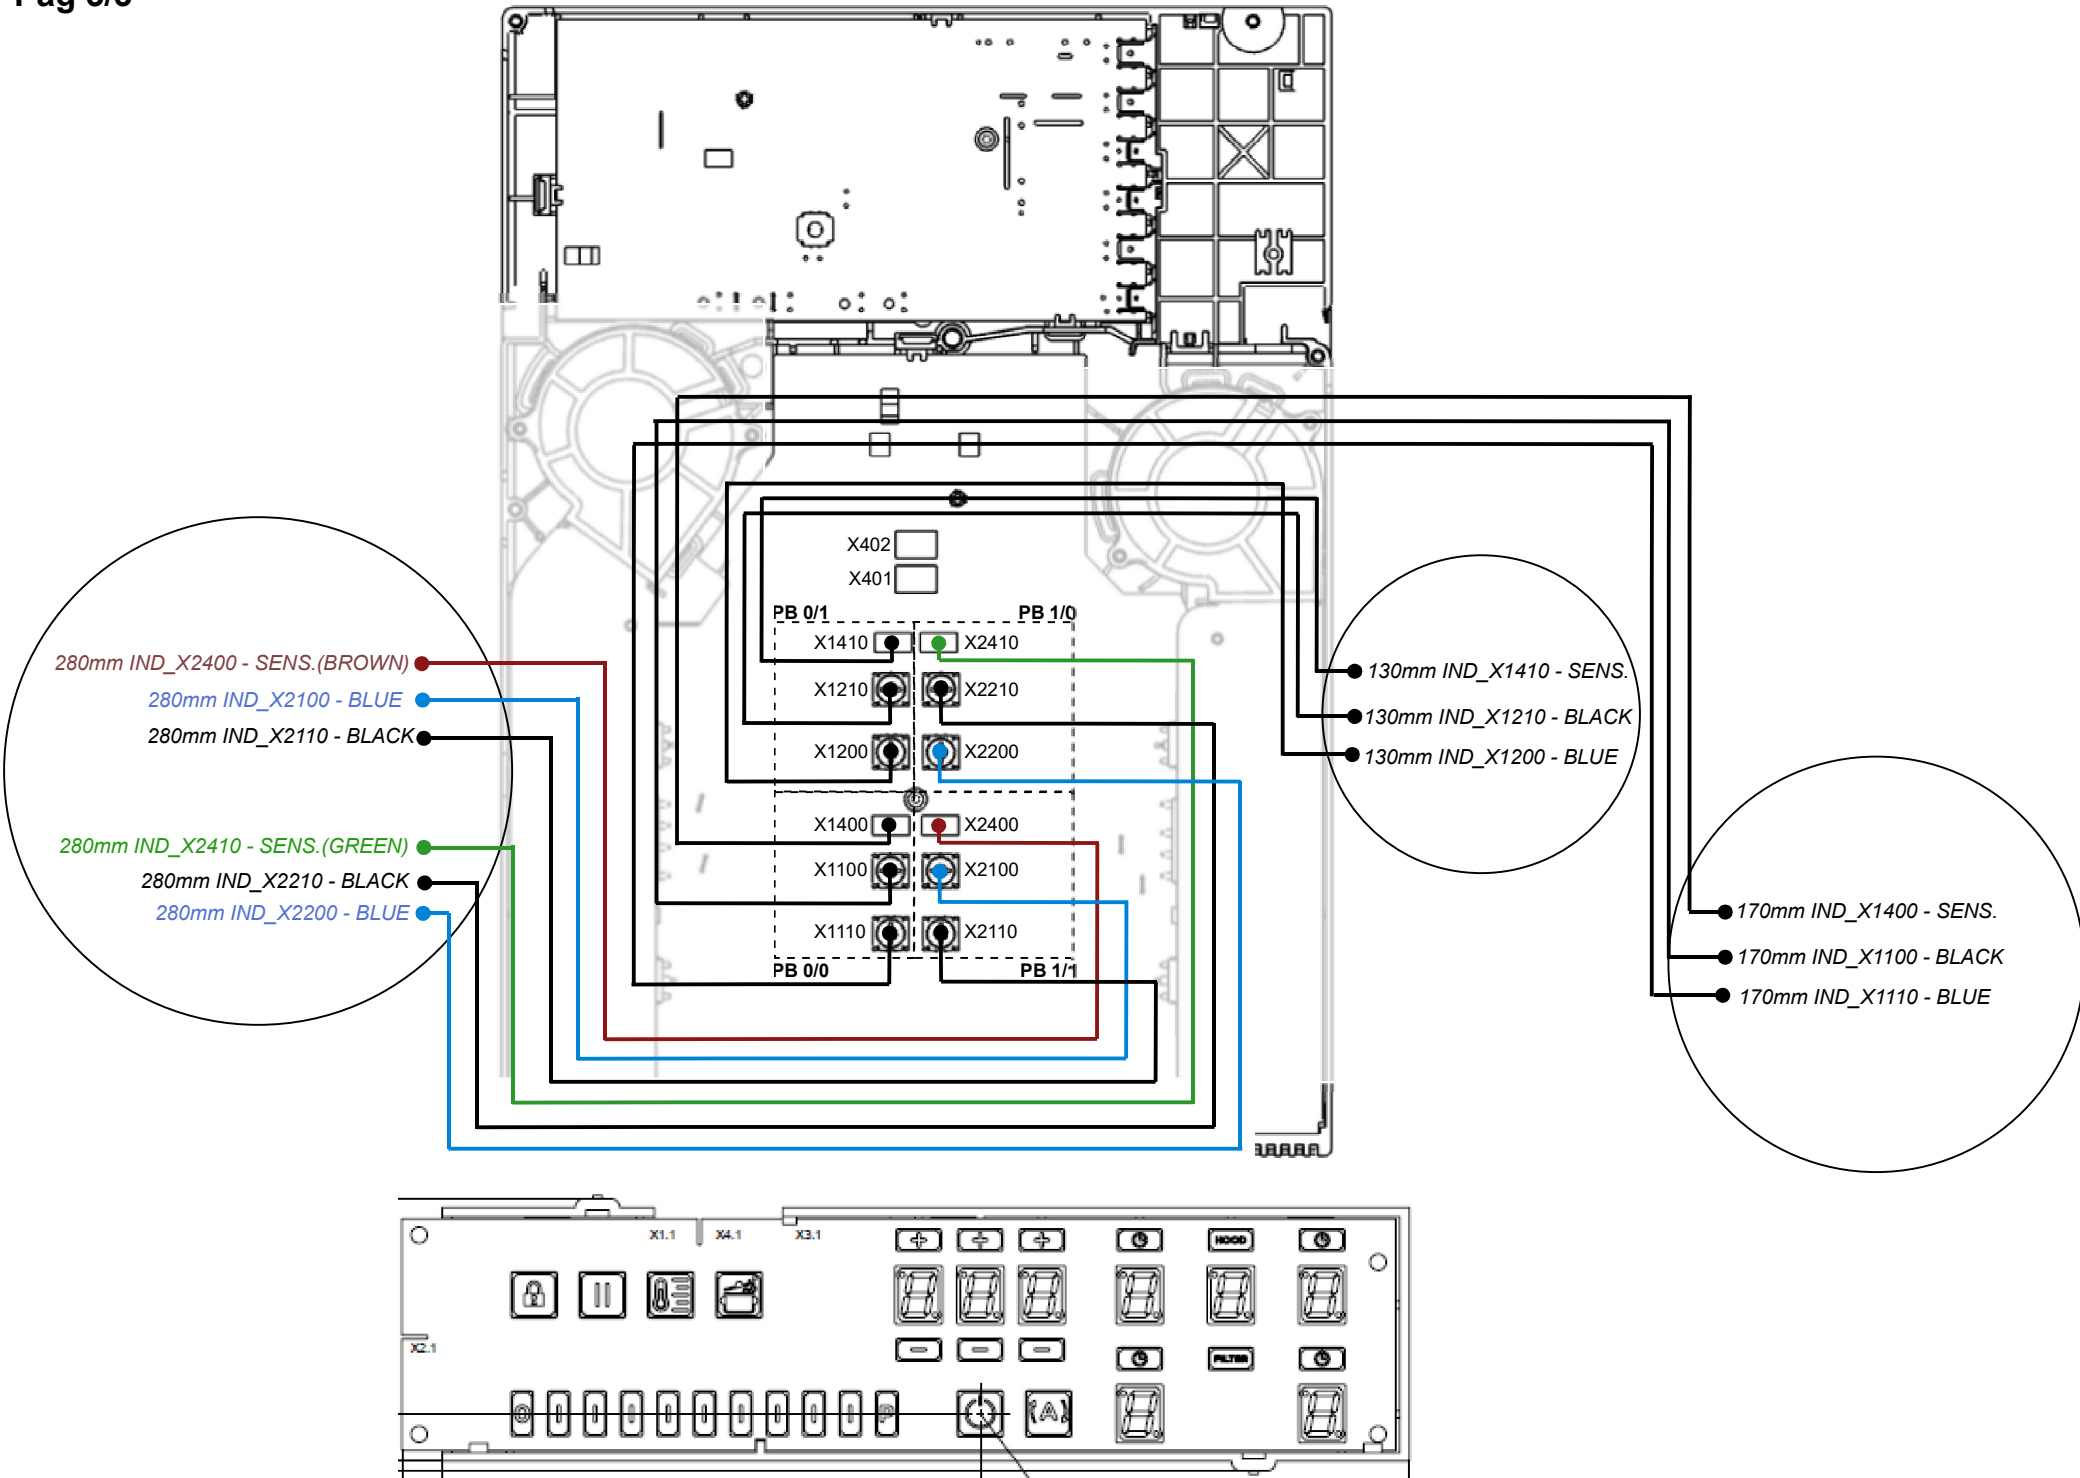 Pag 6/6
X402
X401
PB 0/1
PB 1/0
X1410
X2410
X1210
X2210
X1200
X2200
X1400
X2400
X1100
X2100
X1110
X2110
PB 0/0
PB 1/1
280mm IND_X2400 - SENS.(BROWN)
280mm IND_X2100 - BLUE
280mm IND_X2110 - BLACK
280mm IND_X2410 - SENS.(GREEN)
280mm IND_X2210 - BLACK
280mm IND_X2200 - BLUE
130mm IND_X1410 - SENS.
130mm IND_X1210 - BLACK
130mm IND_X1200 - BLUE
170mm IND_X1400 - SENS.
170mm IND_X1100 - BLACK
170mm IND_X1110 - BLUE
X1.1
X4.1
X3.1
HOOD
X2.1
FILTER
0
P
(A)